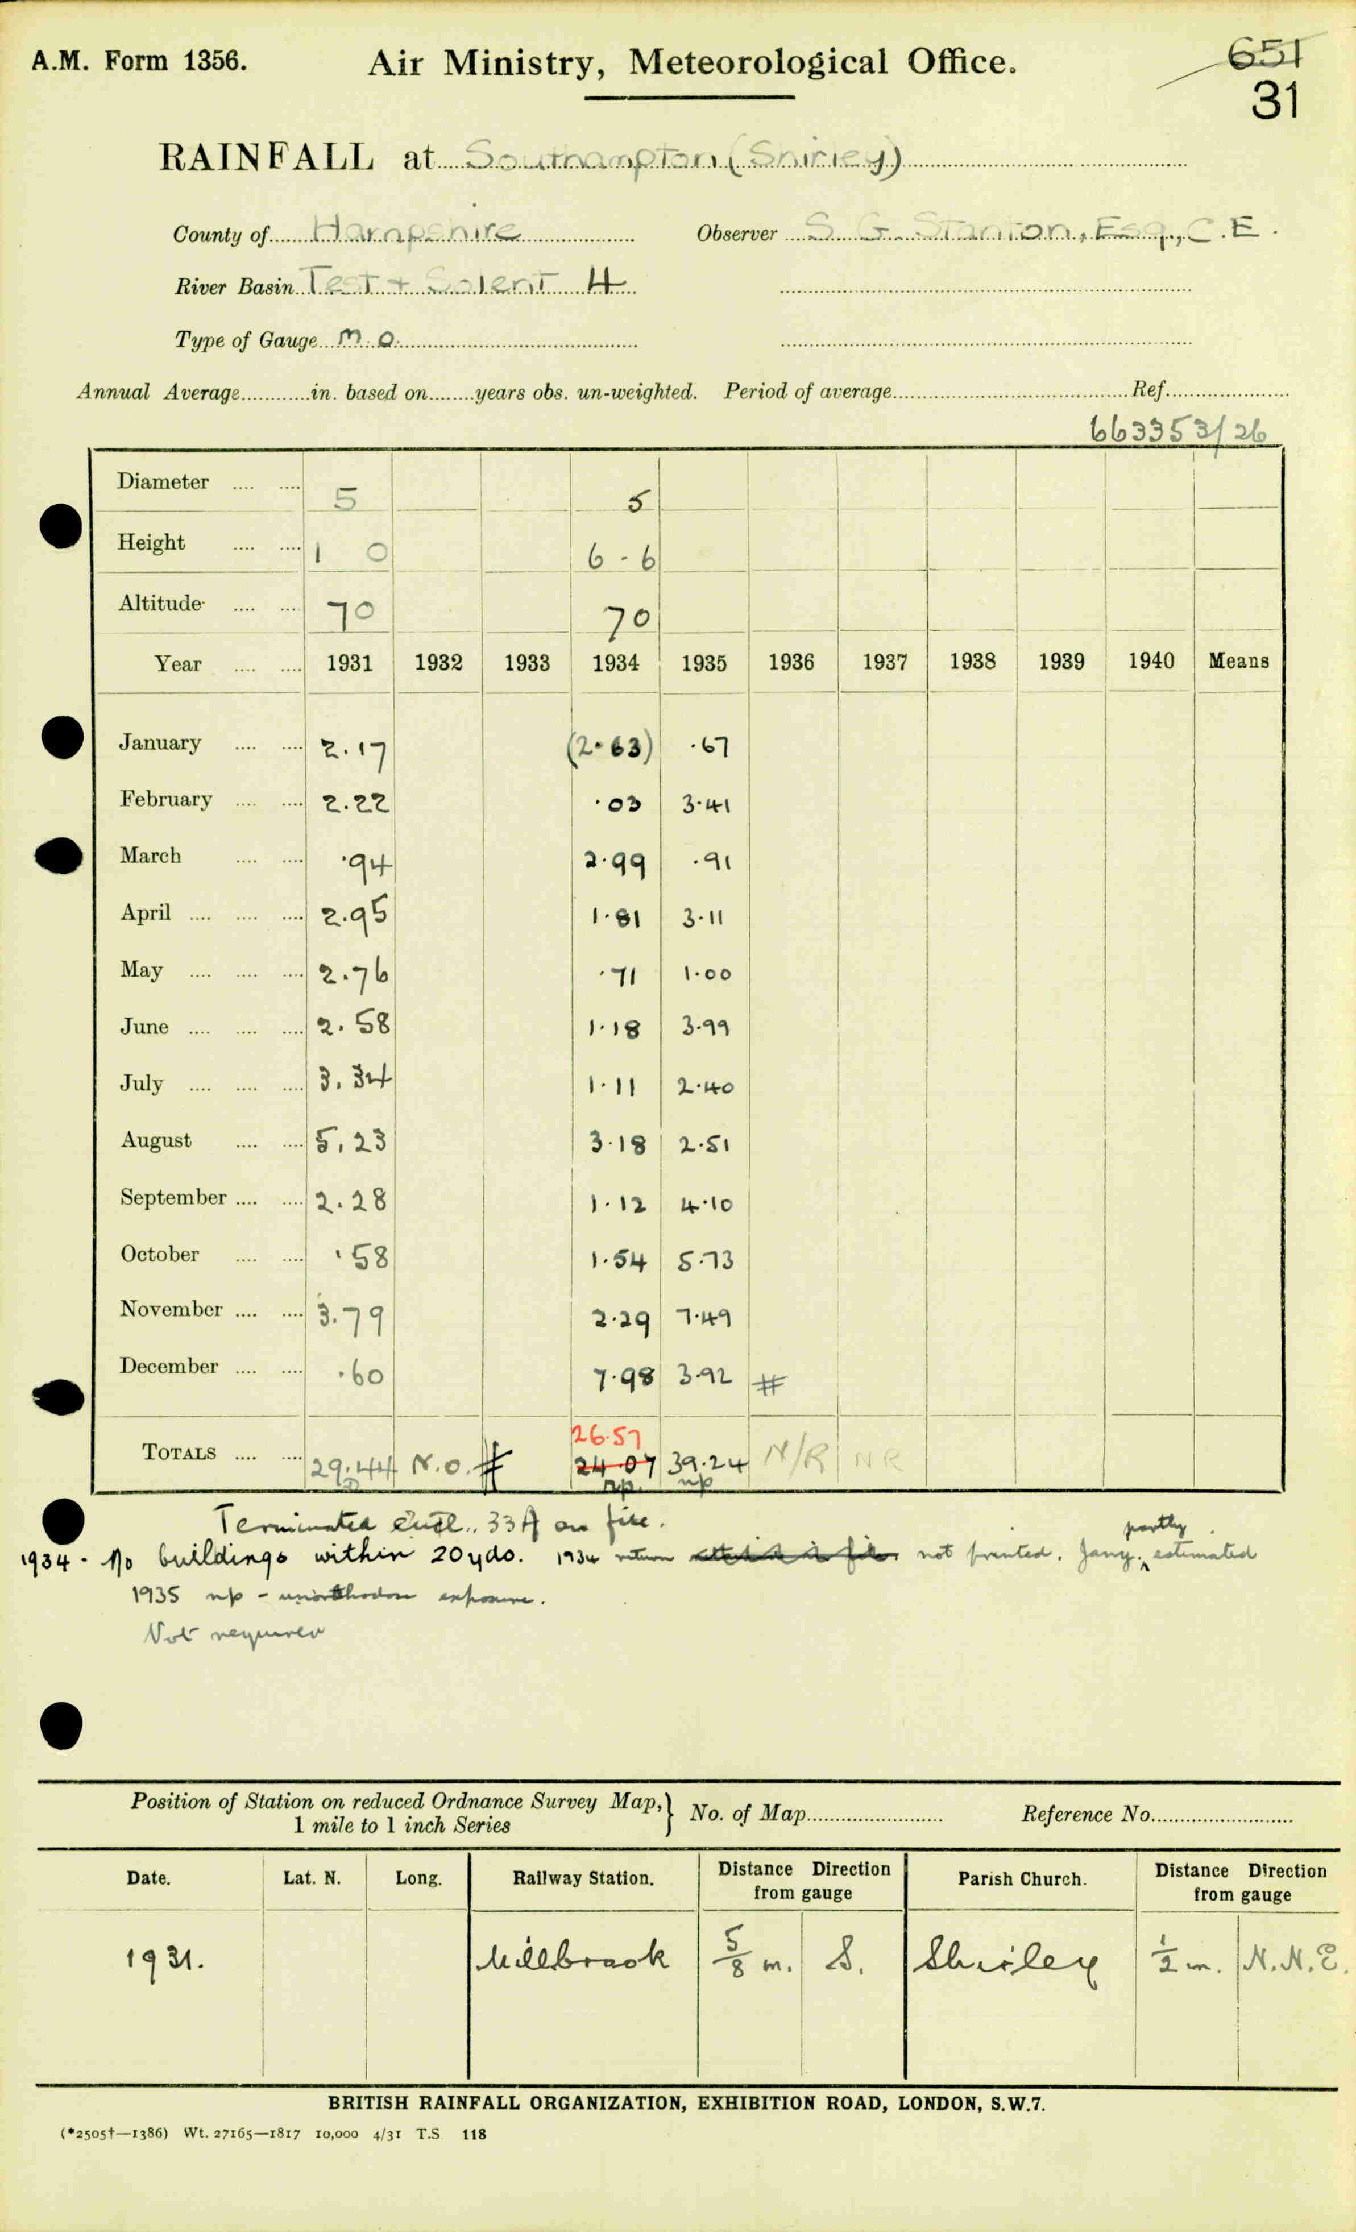 A.M. Form 1356. Air Ministry, Meteorological Office. 651
31
RAINFALL at Southampton (Shirley)
County of Hampshire Observer S. G. Stanton, Esq., C.E.
River Basin Test + Solent 4
Type of Gauge M.O.
Annual Average in. based on years obs. un-weighted. Period of average Ref.
663353/26
Diameter 5 5
Height 1 0 6-6
Altitude 70 70
Year 1931 1932 1933 1934 1935 1936 1937 1938 1939 1940 Means
January 2.17 (2.63) .67
February 2.22 .03 3.41
March .94 2.99 .91
April 2.95 1.81 3.11
May 2.76 .71 1.00
June 2.58 1.18 3.99
July 3.34 1.11 2.40
August 5.23 3.18 2.51
September 2.28 1.12 4.10
October .58 1.54 5.73
November 3.79 2.29 7.49
December .60 7.98 3.92 #
26.57
TOTALS 29.44 N.O. # 24.07 39.24 N/R NR
np. np
Terminated 33A on file.
1934 - No buildings within 20 yds. 1934 return not printed. Jany. partly estimated
1935 np - unorthodox exposure.
Not required
Position of Station on reduced Ordnance Survey Map, 1 mile to 1 inch Series } No. of Map Reference No.
Date. Lat. N. Long. Railway Station. Distance Direction from gauge Parish Church. Distance Direction from gauge
1931. Millbrook 5/8 m. S. Shirley 1/2 m. N.N.E.
BRITISH RAINFALL ORGANIZATION, EXHIBITION ROAD, LONDON, S.W.7.
(*2505†—1386) Wt. 27165—1817 10,000 4/31 T.S 118